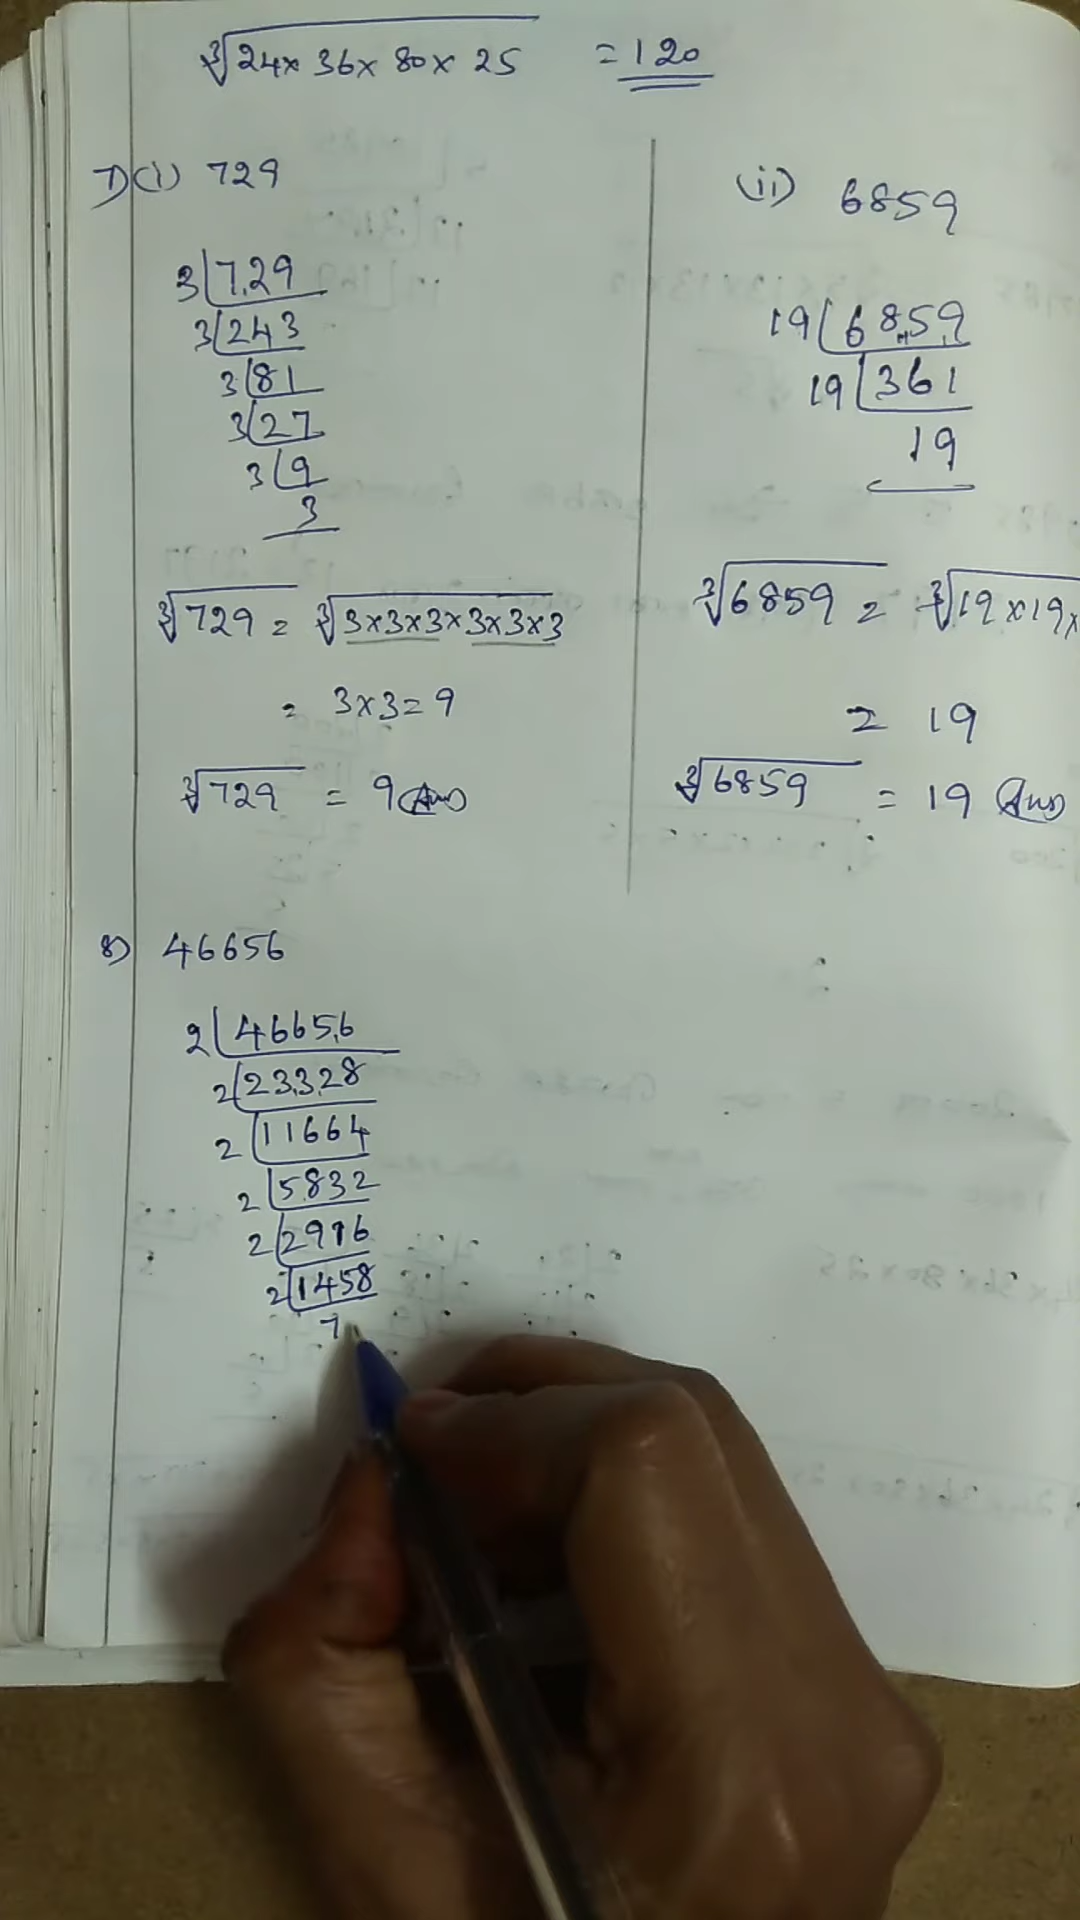 ∛24× 36× 80× 25 = 120
7) (i) 729
3 729
3 243
3 81
3 27
3 9
3
∛729 = ∛3×3×3×3×3×3
= 3×3=9
∛729 = 9 (Ans)
(ii) 6859
19 6859
19 361
19
∛6859 = ∛19×19×
= 19
∛6859 = 19 (Ans)
8) 46656
2 46656
2 23328
2 11664
2 5832
2 2916
2 1458
7